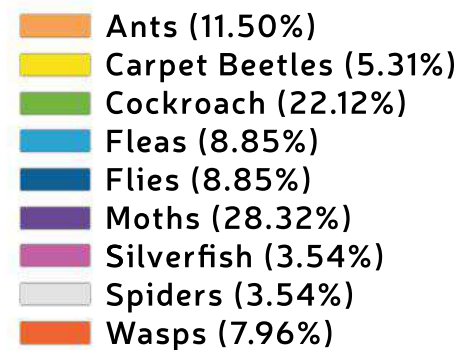 Ants (11.50%)
Carpet Beetles (5.31%)
Cockroach (22.12%)
Fleas (8.85%)
Flies (8.85%)
Moths (28.32%)
Silverfish (3.54%)
Spiders (3.54%)
Wasps (7.96%)